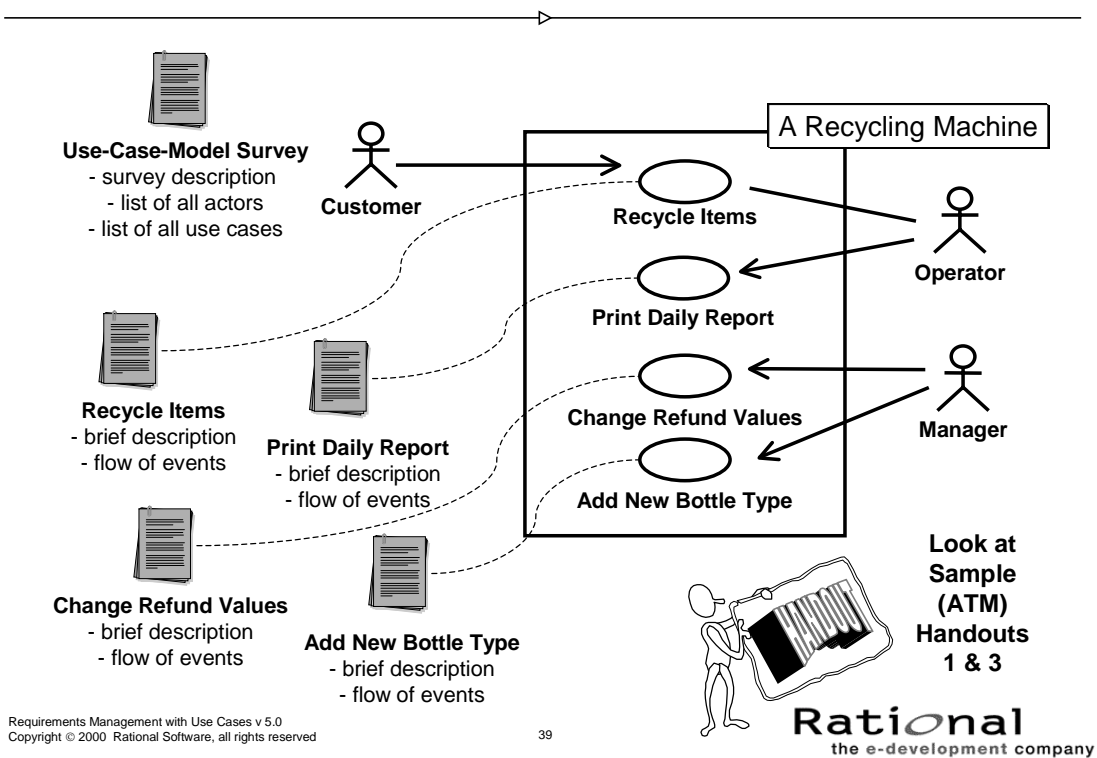 A Recycling Machine
Use-Case-Model Survey
- survey description
- list of all actors
- list of all use cases
Customer
Recycle Items
Operator
Print Daily Report
Change Refund Values
Manager
Add New Bottle Type
Recycle Items
- brief description
- flow of events
Print Daily Report
- brief description
- flow of events
Change Refund Values
- brief description
- flow of events
Add New Bottle Type
- brief description
- flow of events
HANDOUT
Look at
Sample
(ATM)
Handouts
1 & 3
Requirements Management with Use Cases v 5.0
Copyright © 2000 Rational Software, all rights reserved
39
Rational
the e-development company